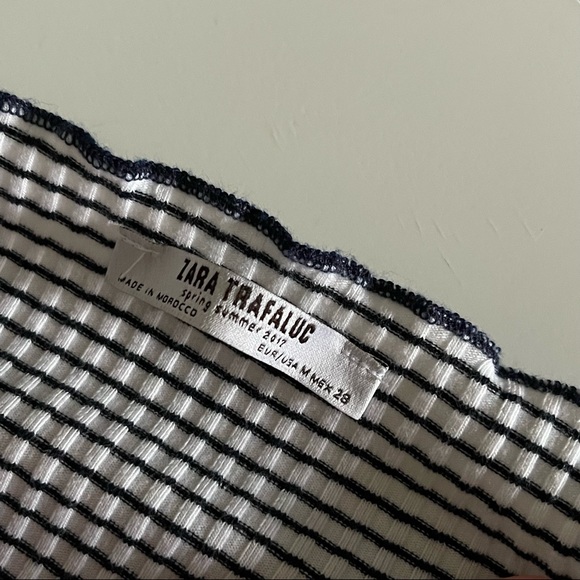 ZARA TRAFALUC
spring summer 2017
MADE IN MOROCCO
EUR/USA M MEX 28